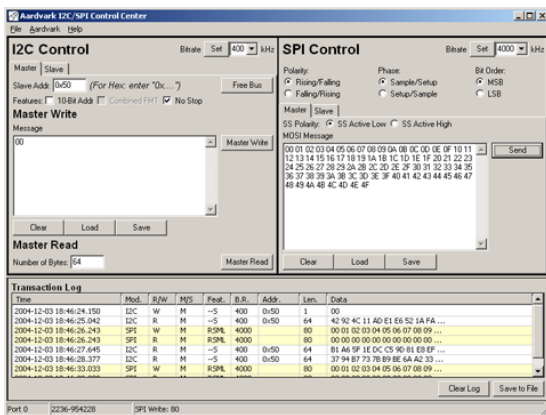 Aardvark I2C/SPI Control Center
File Aardvark Help
I2C Control
Bitrate Set 400 kHz
Master Slave
Slave Addr: 0x50 (For Hex: enter "0x....") Free Bus
Features: 10-Bit Addr Combined FMT No Stop
Master Write
Message
00
Master Write
Clear Load Save
Master Read
Number of Bytes: 64 Master Read
SPI Control
Bitrate Set 4000 kHz
Polarity: Phase: Bit Order:
Rising/Falling Sample/Setup MSB
Falling/Rising Setup/Sample LSB
Master Slave
SS Polarity: SS Active Low SS Active High
MOSI Message
00 01 02 03 04 05 06 07 08 09 0A 0B 0C 0D 0E 0F 10 11
12 13 14 15 16 17 18 19 1A 1B 1C 1D 1E 1F 20 21 22 23
24 25 26 27 28 29 2A 2B 2C 2D 2E 2F 30 31 32 33 34 35
36 37 38 39 3A 3B 3C 3D 3E 3F 40 41 42 43 44 45 46 47
48 49 4A 4B 4C 4D 4E 4F
Send
Clear Load Save
Transaction Log
Time Mod. R/W M/S Feat. B.R. Addr. Len. Data
2004-12-03 18:46:24.150 I2C W M --S 400 0x50 1 00
2004-12-03 18:46:25.042 I2C R M --S 400 0x50 64 42 92 4C 11 AD E1 E6 52 1A FA ...
2004-12-03 18:46:26.243 SPI W M RSML 4000 80 00 01 02 03 04 05 06 07 08 09 ...
2004-12-03 18:46:26.243 SPI R M RSML 4000 80 00 00 00 00 00 00 00 00 00 00 ...
2004-12-03 18:46:27.645 I2C R M --S 400 0x50 64 B1 A6 5F 1E DC C5 9D 81 E8 EF ...
2004-12-03 18:46:28.377 I2C R M --S 400 0x50 64 37 94 B7 73 7B B9 BE 6A A2 33 ...
2004-12-03 18:46:33.033 SPI W M RSML 4000 80 00 01 02 03 04 05 06 07 08 09 ...
Clear Log Save to File
Port 0 2236-954228 SPI Write: 80